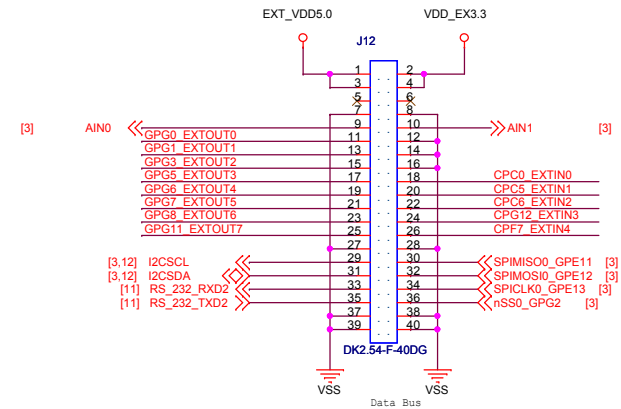 EXT_VDD5.0 VDD_EX3.3
J12
1 2
3 4
5 6
7 8
[3] AIN0 9 10 AIN1 [3]
GPG0_EXTOUT0 11 12
GPG1_EXTOUT1 13 14
GPG3_EXTOUT2 15 16
GPG5_EXTOUT3 17 18 CPC0_EXTIN0
GPG6_EXTOUT4 19 20 CPC5_EXTIN1
GPG7_EXTOUT5 21 22 CPC6_EXTIN2
GPG8_EXTOUT6 23 24 CPG12_EXTIN3
GPG11_EXTOUT7 25 26 CPF7_EXTIN4
27 28
[3,12] I2CSCL 29 30 SPIMISO0_GPE11 [3]
[3,12] I2CSDA 31 32 SPIMOSI0_GPE12 [3]
[11] RS_232_RXD2 33 34 SPICLK0_GPE13 [3]
[11] RS_232_TXD2 35 36 nSS0_GPG2 [3]
37 38
39 40
DK2.54-F-40DG
VSS VSS
Data Bus